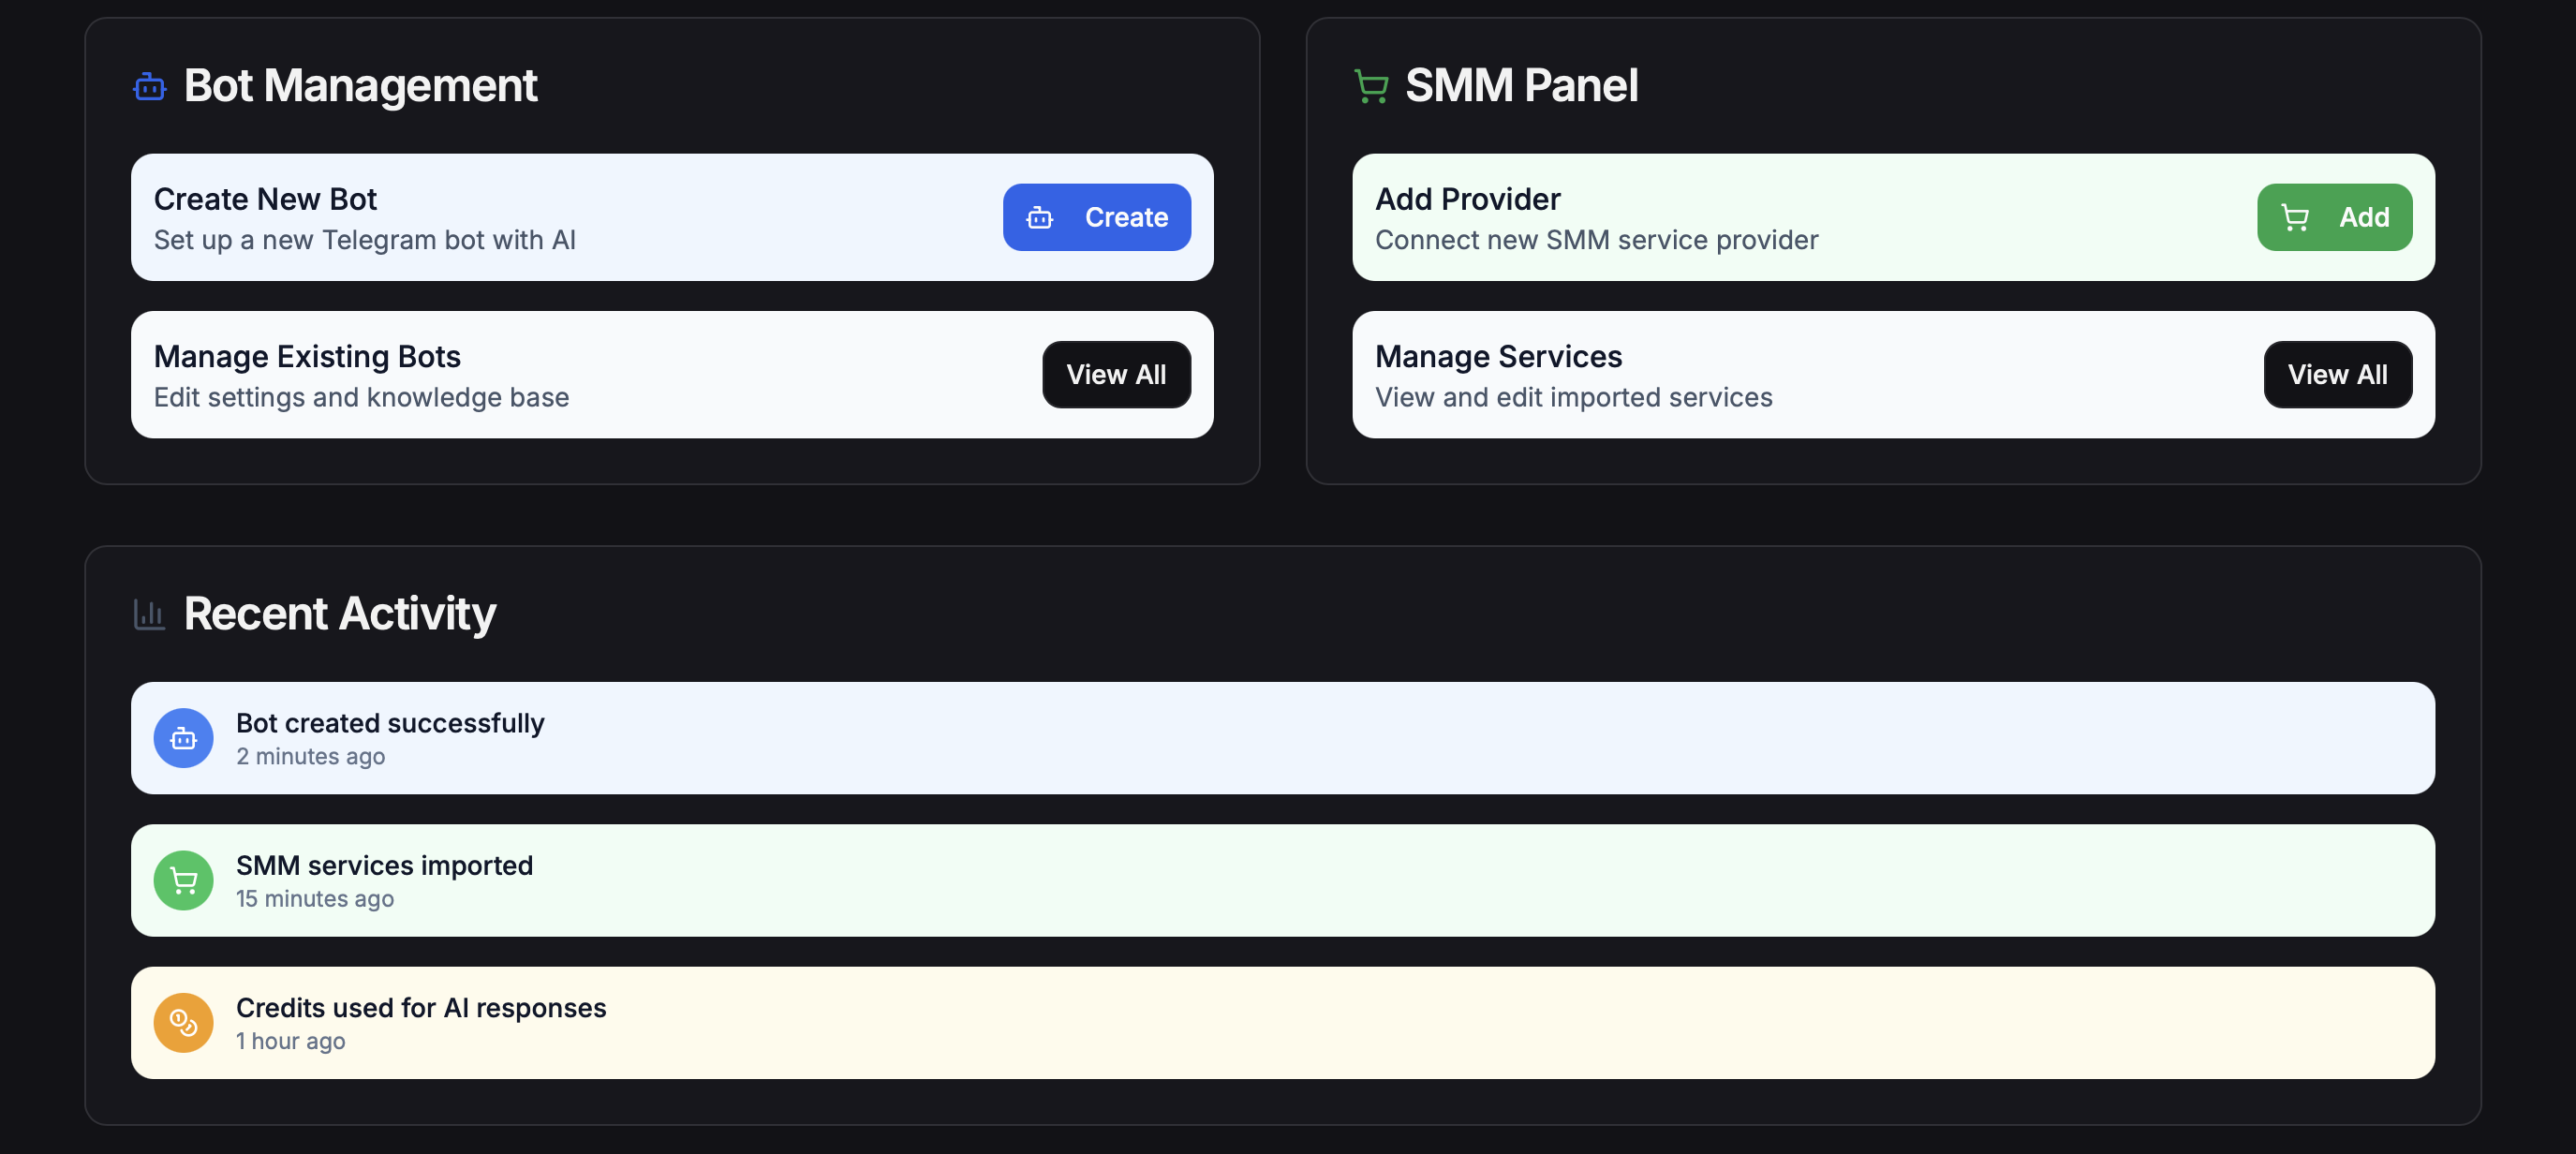 Bot Management
Create New Bot
Set up a new Telegram bot with AI
Create
Manage Existing Bots
Edit settings and knowledge base
View All
SMM Panel
Add Provider
Connect new SMM service provider
Add
Manage Services
View and edit imported services
View All
Recent Activity
Bot created successfully
2 minutes ago
SMM services imported
15 minutes ago
Credits used for AI responses
1 hour ago